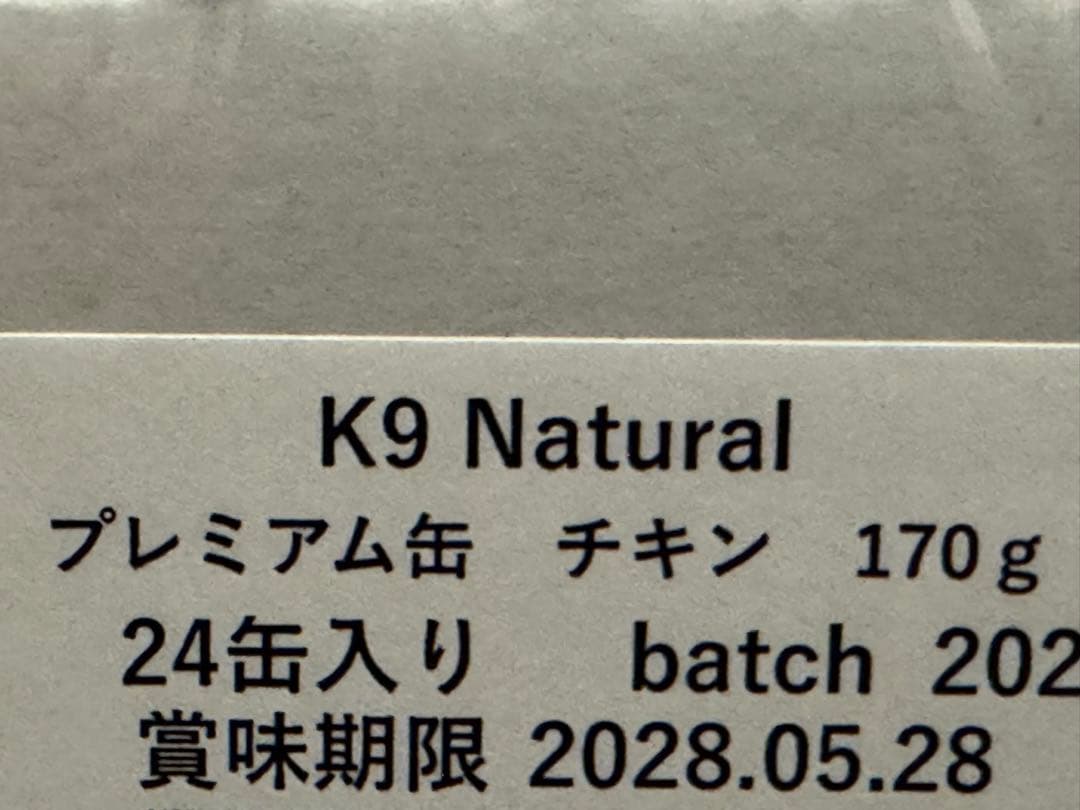 K9 Natural
プレミアム缶　チキン　170ｇ
24缶入り　batch 202
賞味期限 2028.05.28